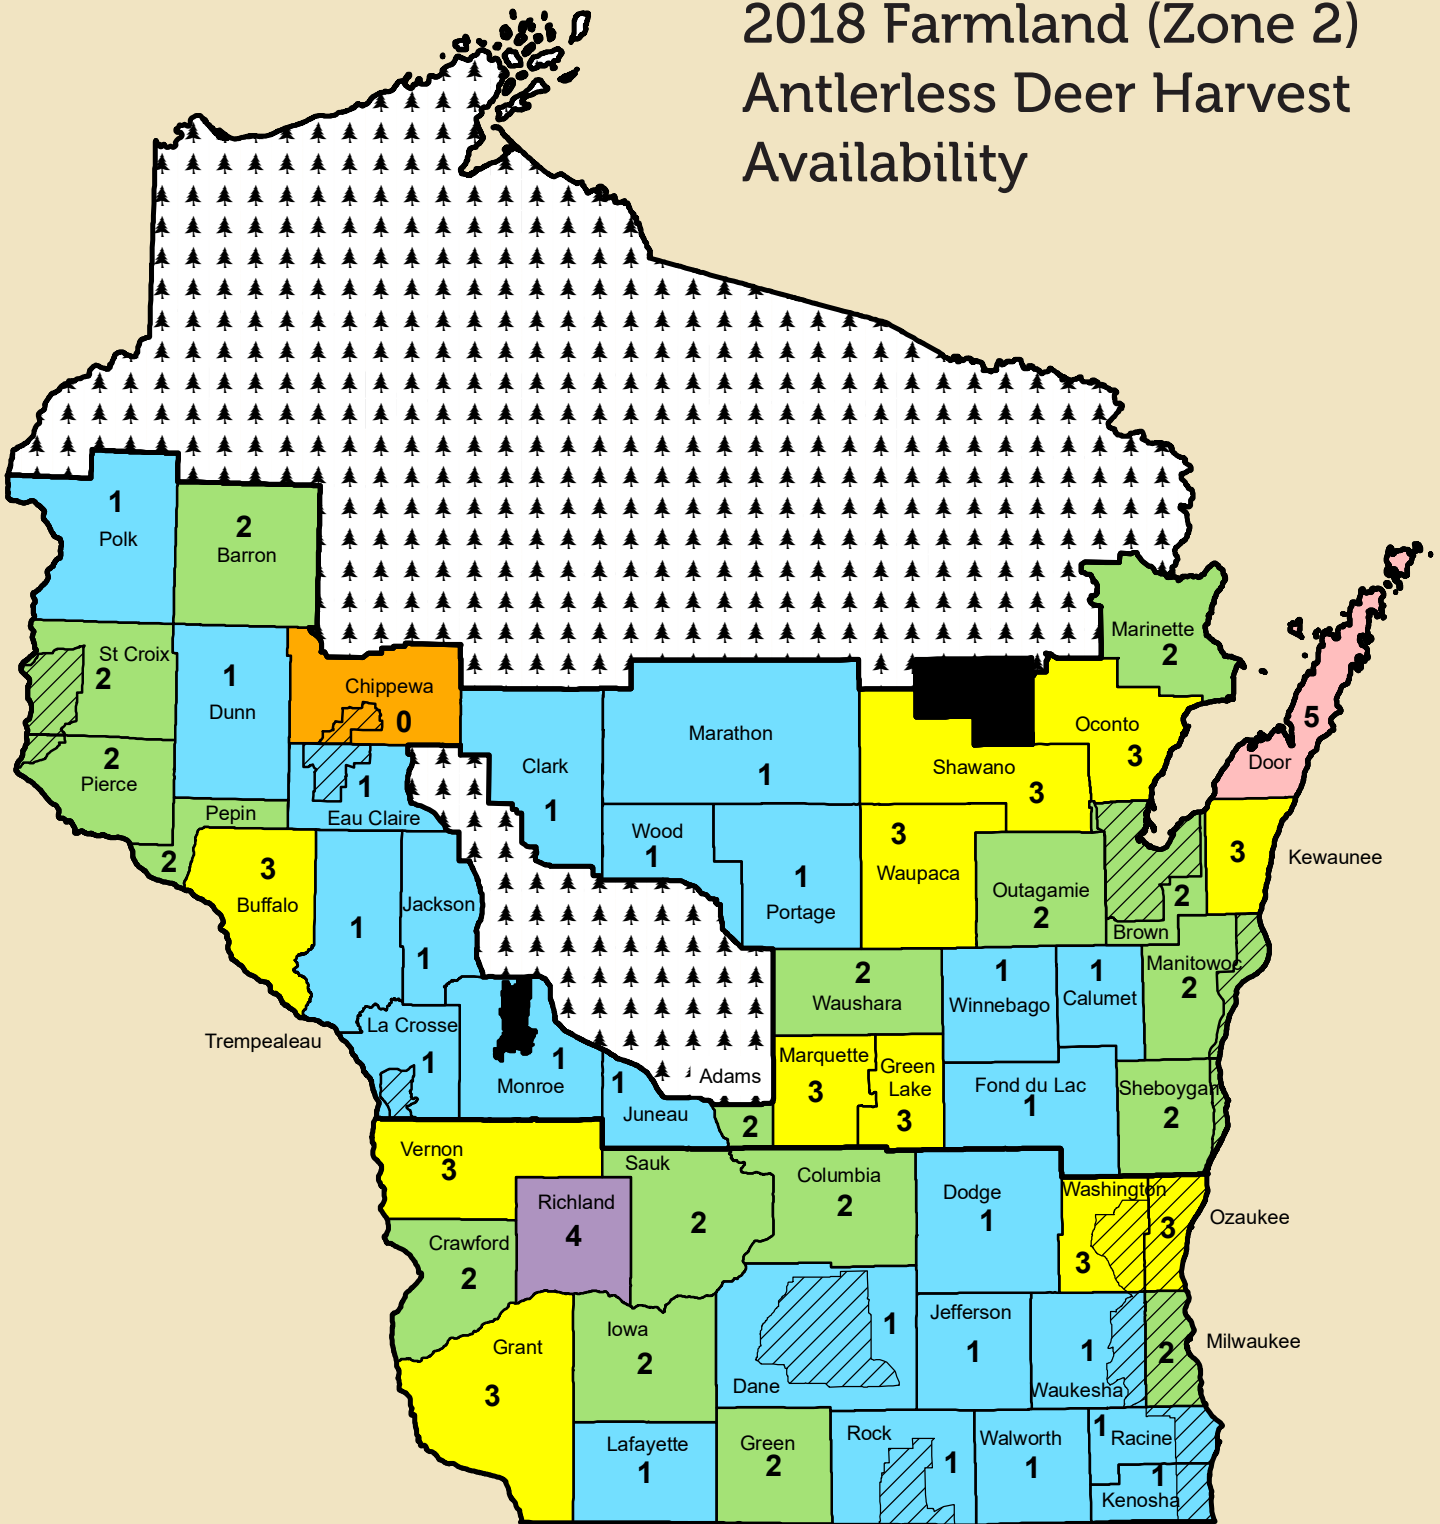 2018 Farmland (Zone 2)
Antlerless Deer Harvest
Availability
1
Polk
2
Barron
St Croix
2
1
Dunn
Chippewa
0
2
Pierce
Pepin
2
1
Eau Claire
Clark
1
Marathon
1
Marinette
2
Oconto
3
Shawano
3
5
Door
3
Buffalo
1
Trempealeau
Jackson
1
Wood
1
1
Portage
3
Waupaca
Outagamie
2
2
Brown
3
Kewaunee
La Crosse
1
1
Monroe
1
Juneau
Adams
2
2
Waushara
1
Winnebago
1
Calumet
Manitowoc
2
Marquette
3
Green
Lake
3
Fond du Lac
1
Sheboygan
2
Vernon
3
Richland
4
Sauk
2
Columbia
2
Dodge
1
Washington
3
3
Ozaukee
Crawford
2
Grant
3
Iowa
2
1
Dane
Jefferson
1
1
Waukesha
2
Milwaukee
Lafayette
1
Green
2
Rock
1
Walworth
1
1
Racine
1
Kenosha